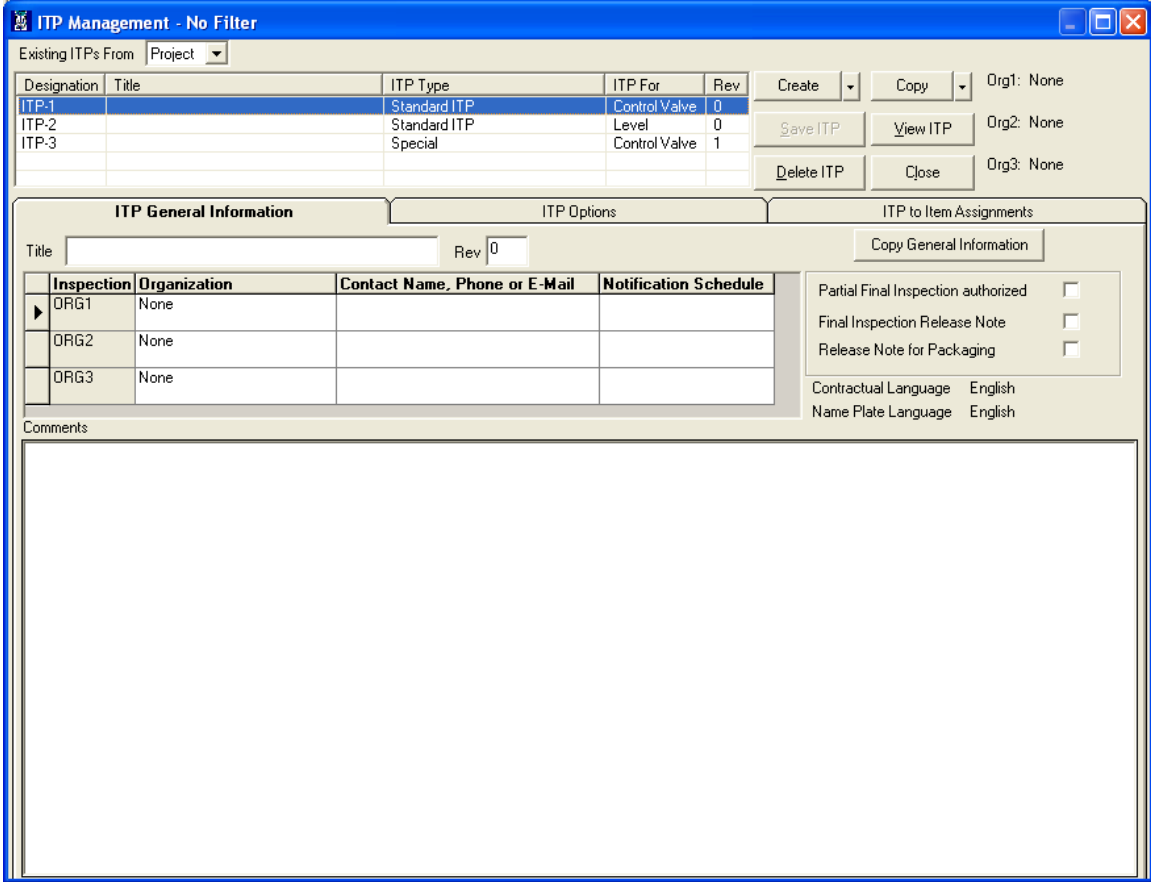 ITP Management - No Filter
Existing ITPs From Project
Designation Title ITP Type ITP For Rev
ITP-1 Standard ITP Control Valve 0
ITP-2 Standard ITP Level 0
ITP-3 Special Control Valve 1
Create Copy Org1: None
Save ITP View ITP Org2: None
Delete ITP Close Org3: None
ITP General Information ITP Options ITP to Item Assignments
Title Rev 0 Copy General Information
Inspection Organization Contact Name, Phone or E-Mail Notification Schedule
ORG1 None
ORG2 None
ORG3 None
Partial Final Inspection authorized
Final Inspection Release Note
Release Note for Packaging
Contractual Language English
Name Plate Language English
Comments